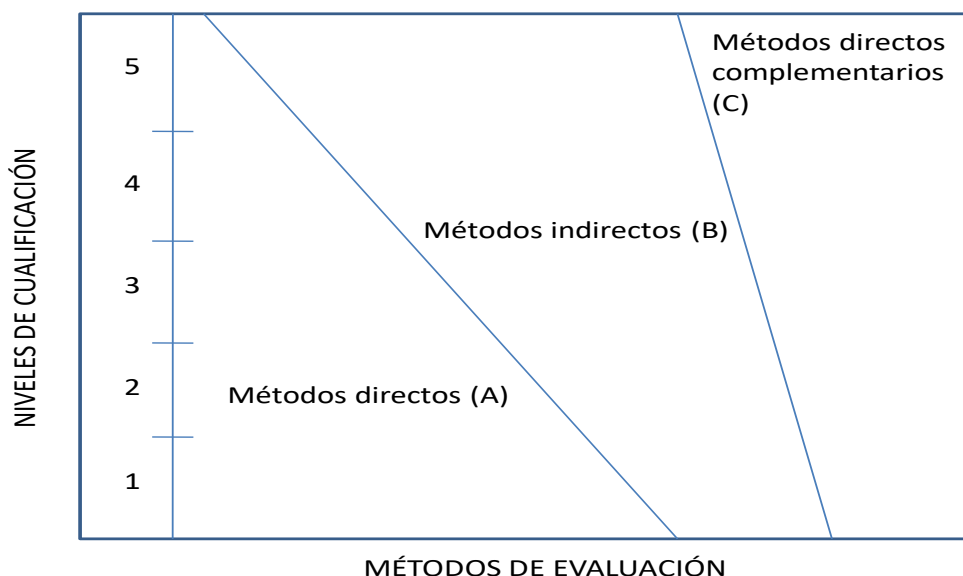 NIVELES DE CUALIFICACIÓN
5
4
3
2
1
Métodos directos
complementarios
(C)
Métodos indirectos (B)
Métodos directos (A)
MÉTODOS DE EVALUACIÓN